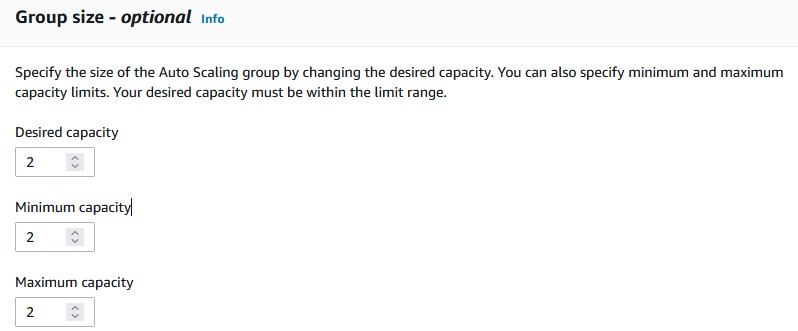 Group size - optional Info
Specify the size of the Auto Scaling group by changing the desired capacity. You can also specify minimum and maximum
capacity limits. Your desired capacity must be within the limit range.
Desired capacity
2
Minimum capacity
2
Maximum capacity
2